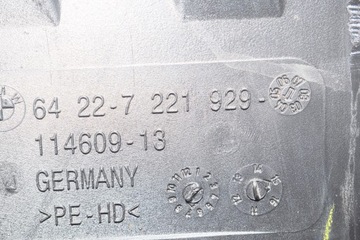 64 22-7 221 929-
114609-13
GERMANY
>PE-HD<